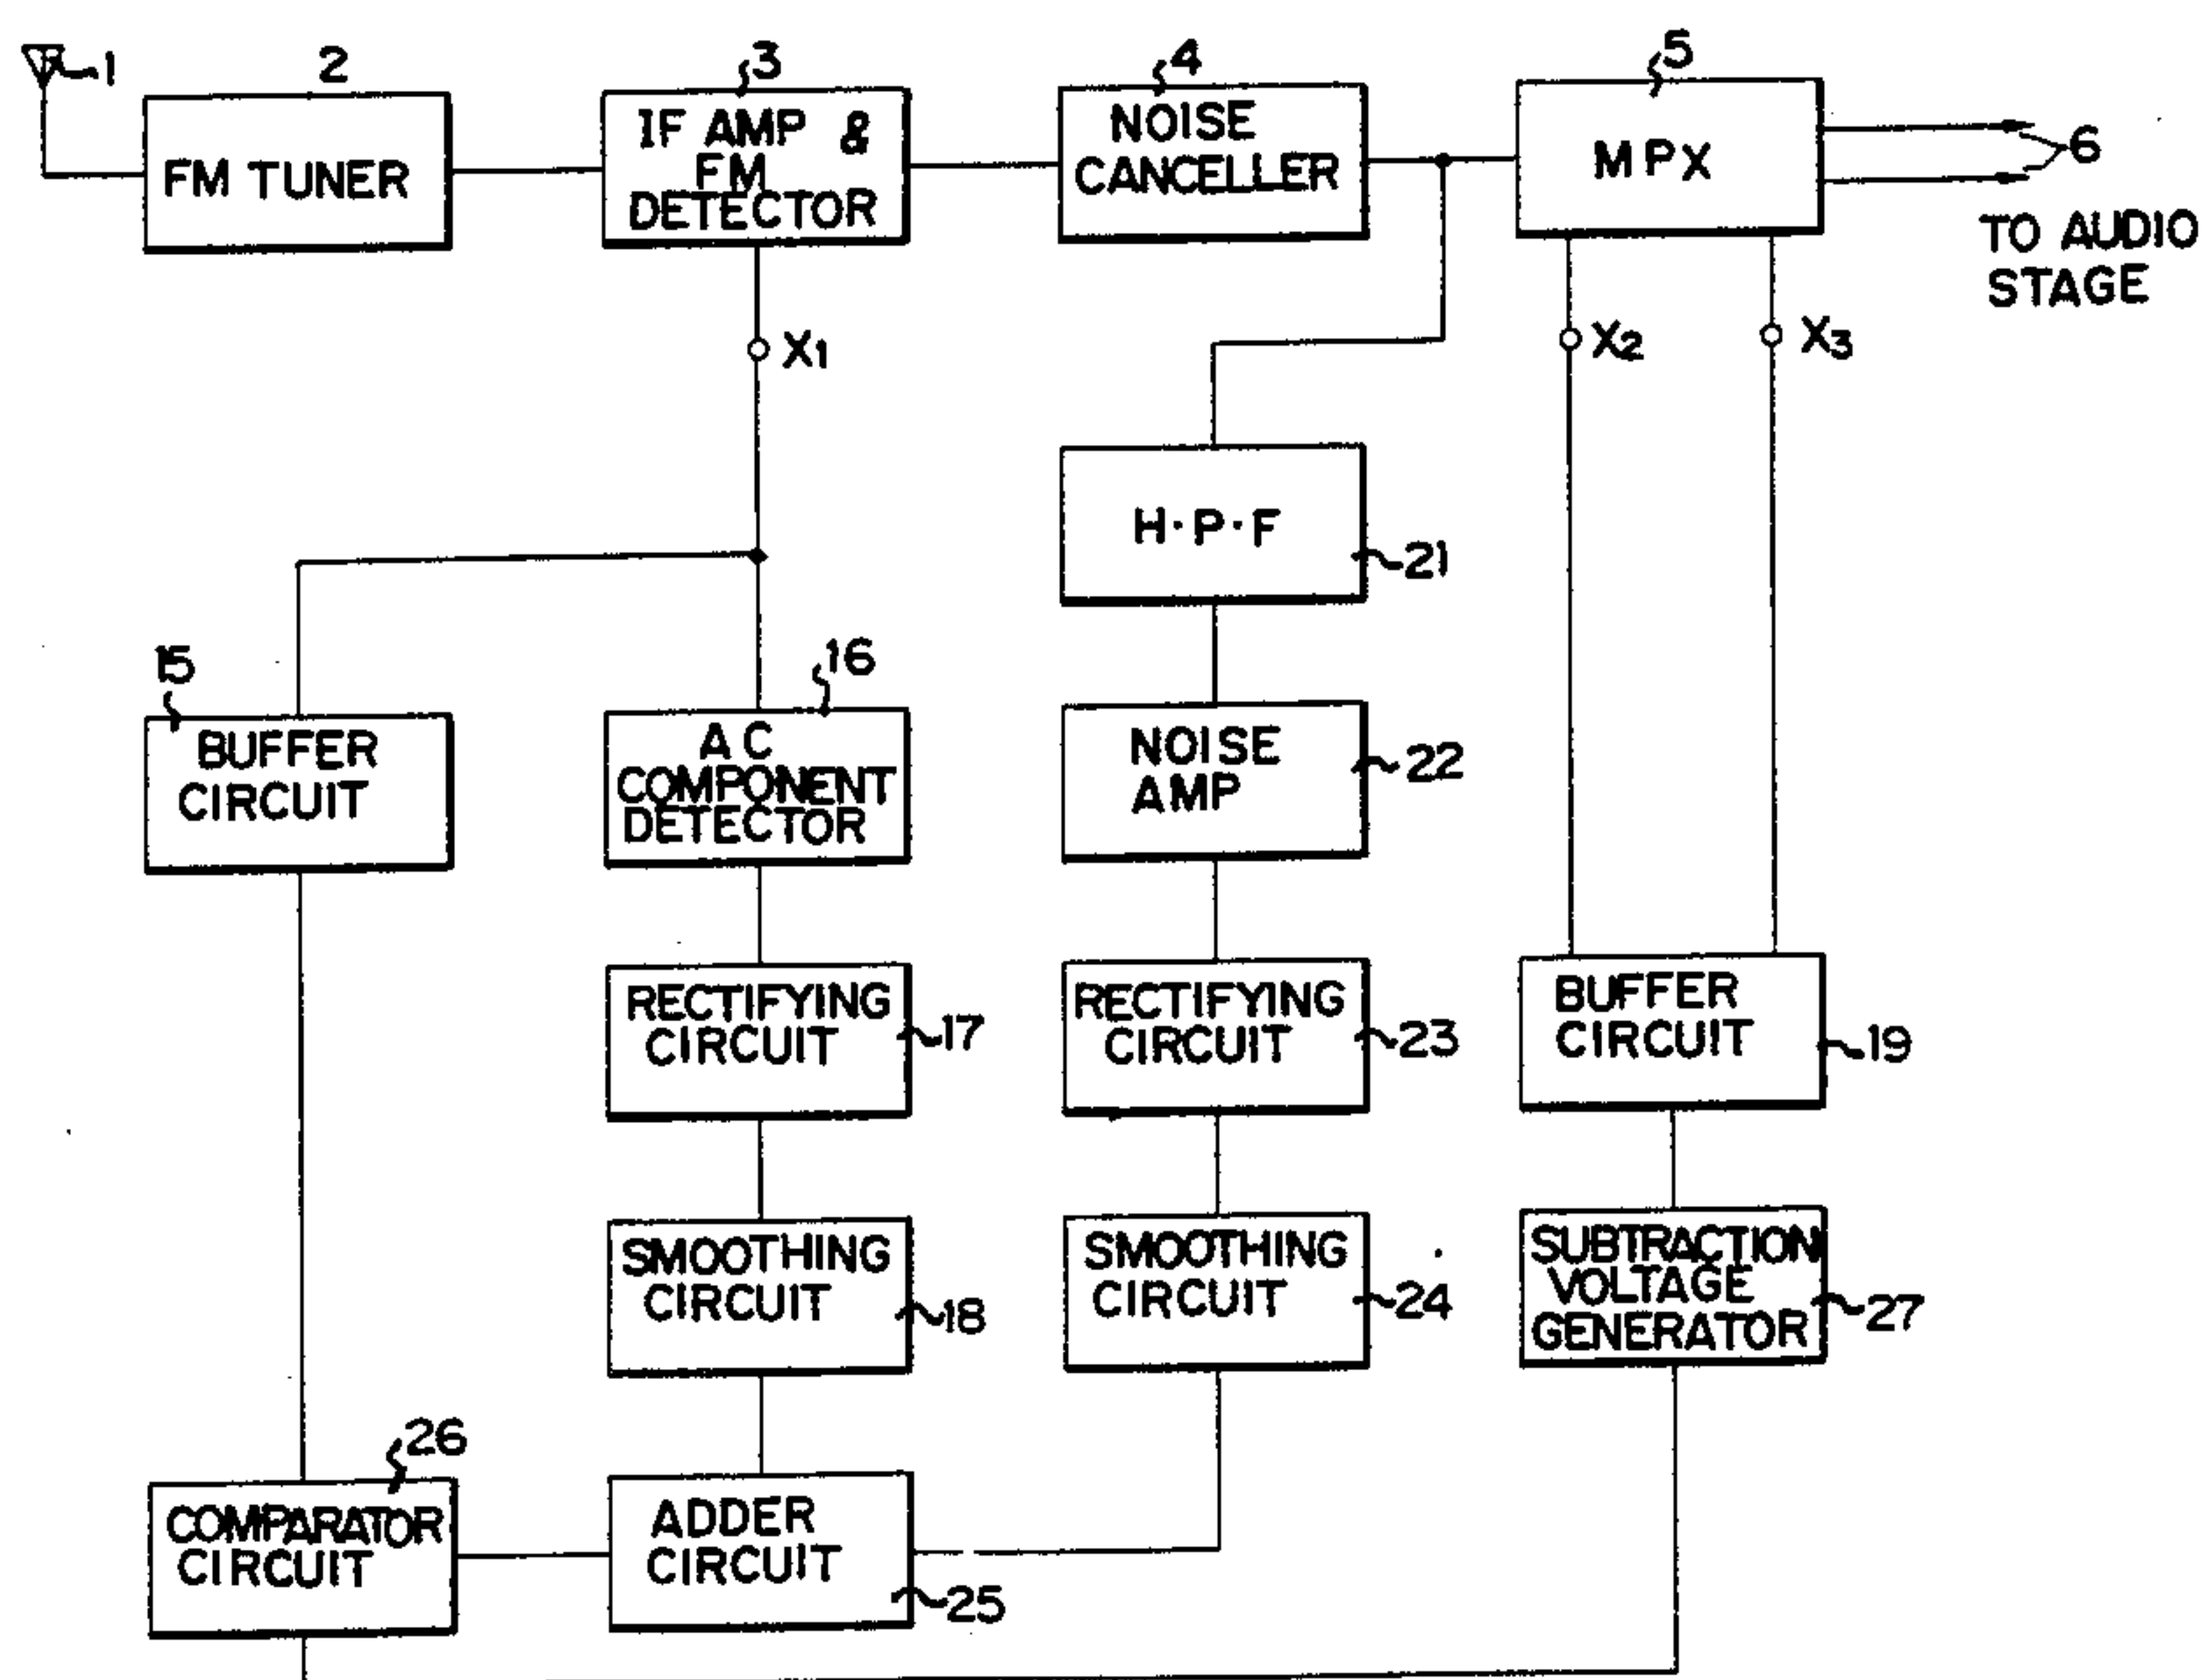 1
2
3
4
5
FM TUNER
IF AMP &
FM
DETECTOR
NOISE
CANCELLER
MPX
6
TO AUDIO
STAGE
X1
X2
X3
H·P·F
21
15
BUFFER
CIRCUIT
16
AC
COMPONENT
DETECTOR
NOISE
AMP
22
RECTIFYING
CIRCUIT
17
RECTIFYING
CIRCUIT
23
BUFFER
CIRCUIT
19
SMOOTHING
CIRCUIT
18
SMOOTHING
CIRCUIT
24
SUBTRACTION
VOLTAGE
GENERATOR
27
26
COMPARATOR
CIRCUIT
ADDER
CIRCUIT
25